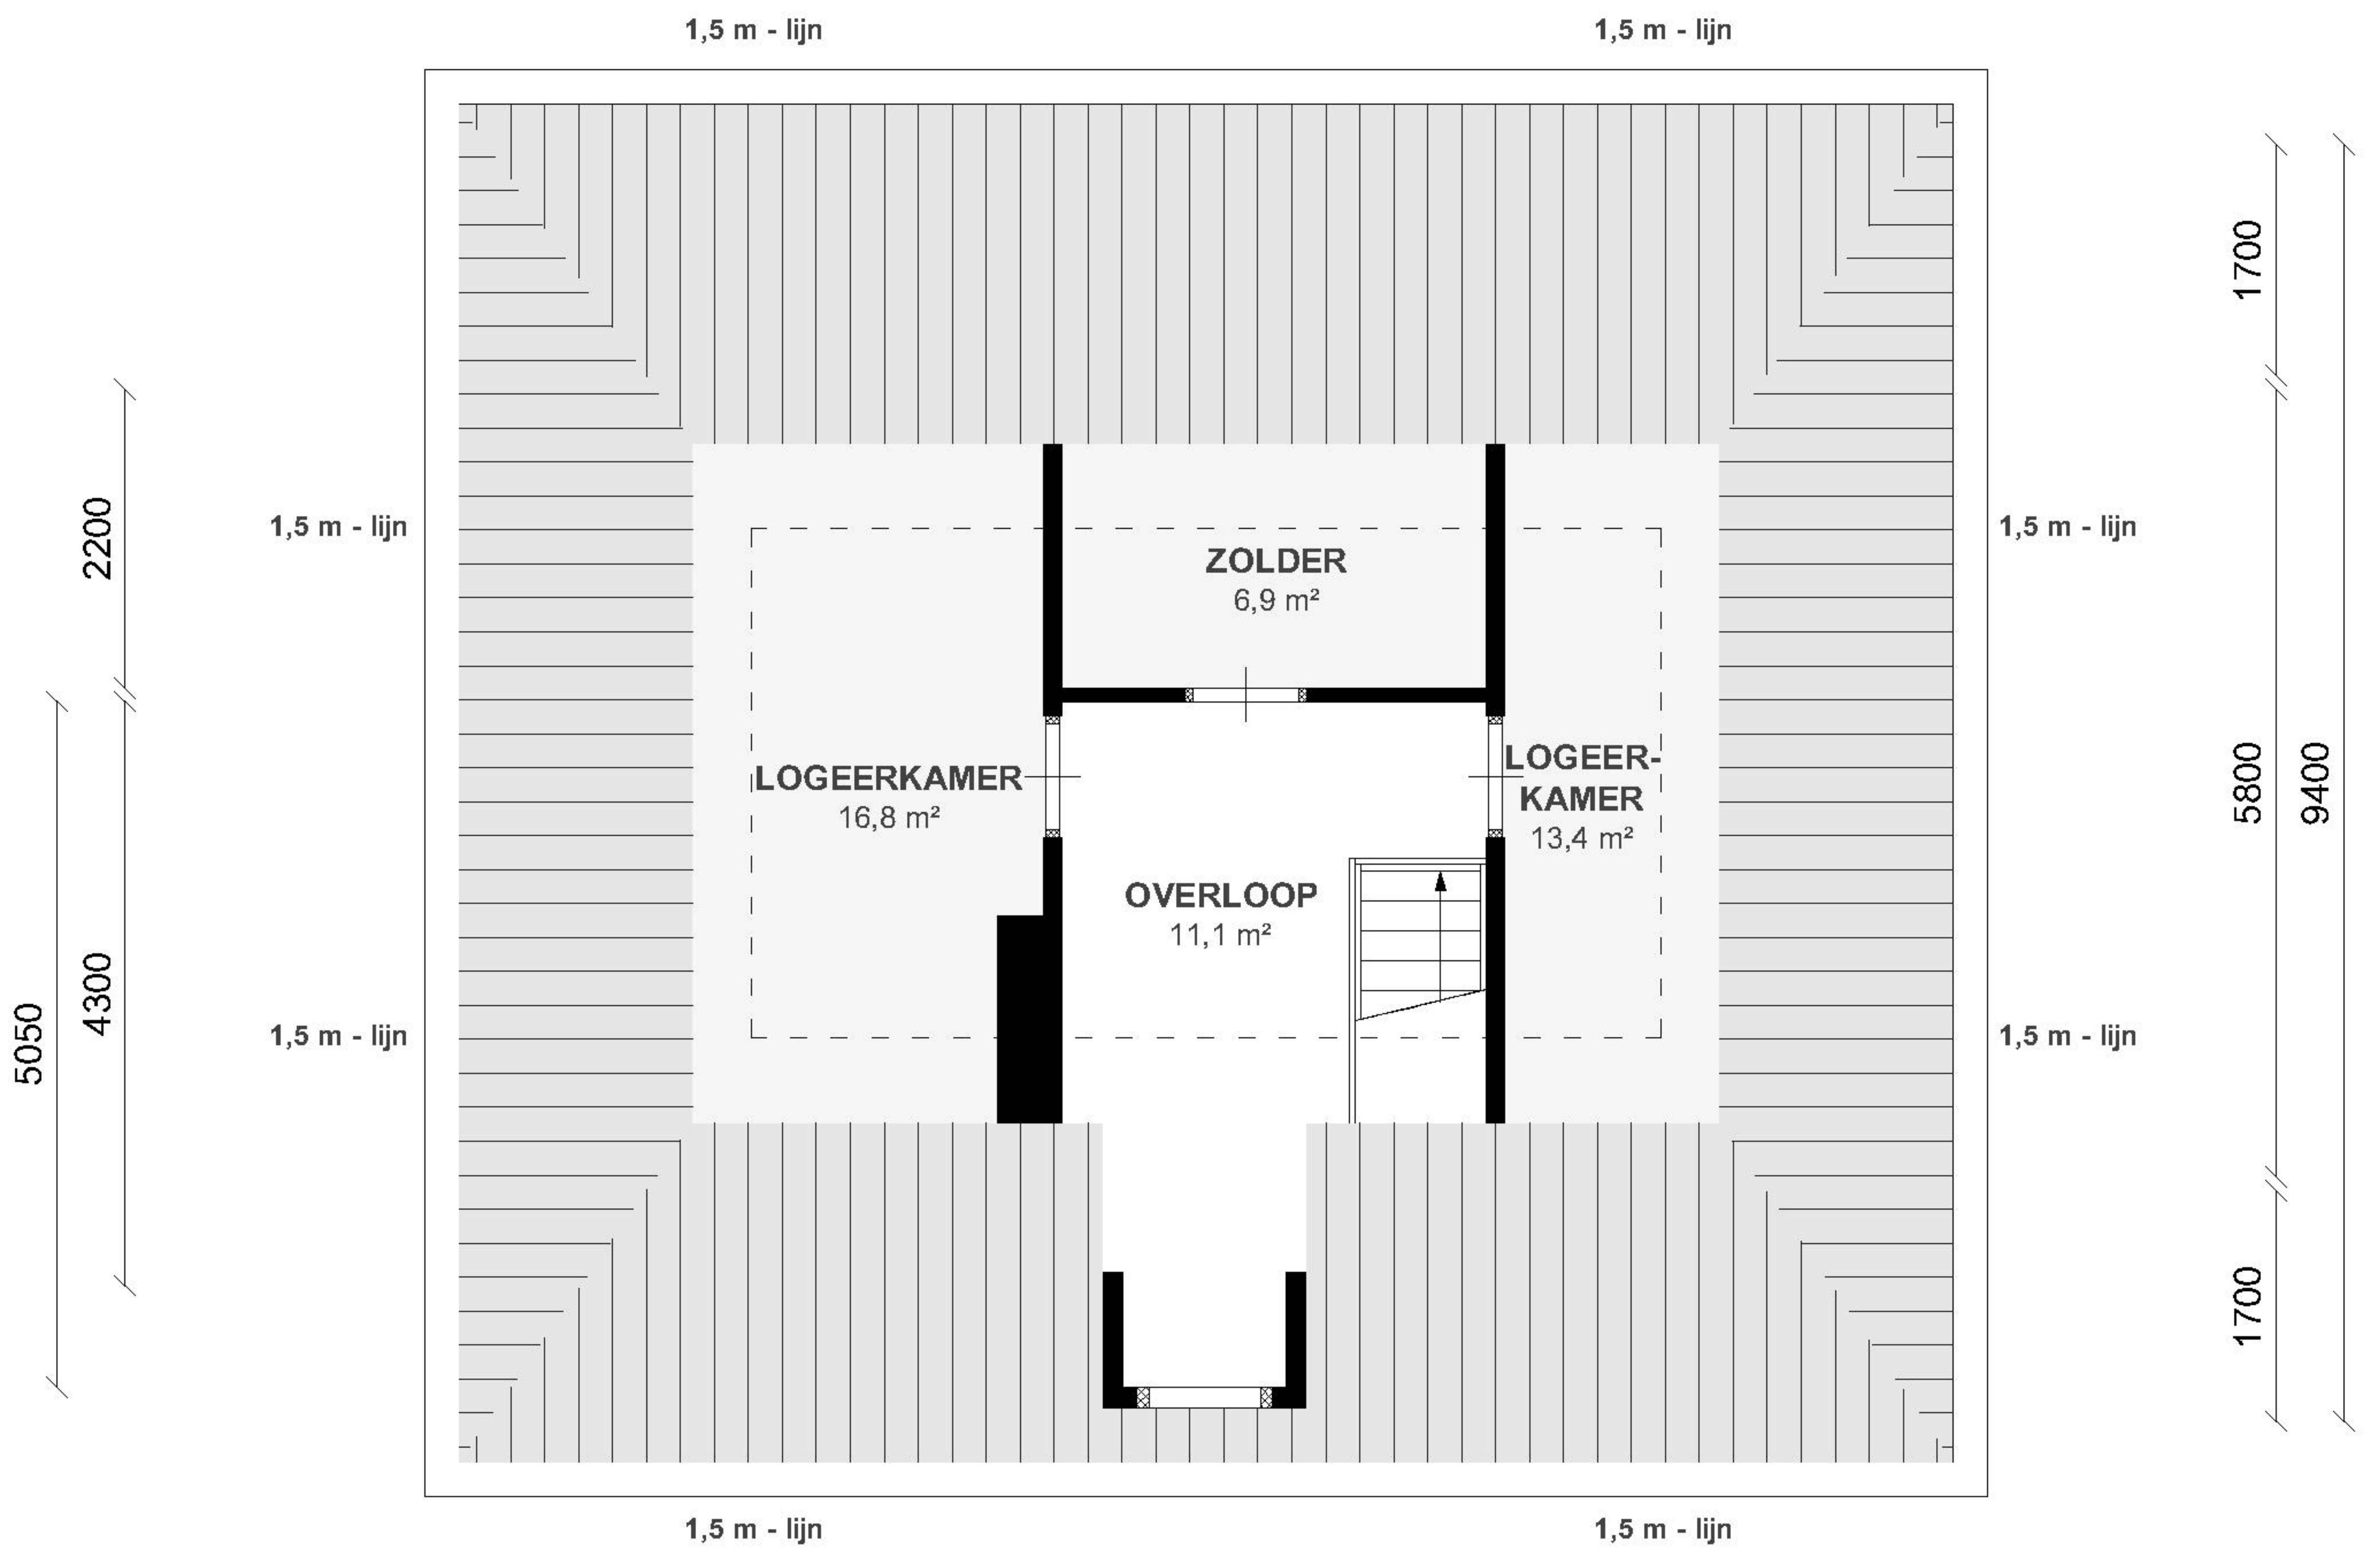 1,5 m - lijn
1,5 m - lijn
1700
2200
1,5 m - lijn
1,5 m - lijn
ZOLDER
6,9 m²
LOGEERKAMER
16,8 m²
LOGEER-
KAMER
13,4 m²
5800
9400
OVERLOOP
11,1 m²
4300
5050
1,5 m - lijn
1,5 m - lijn
1700
1,5 m - lijn
1,5 m - lijn